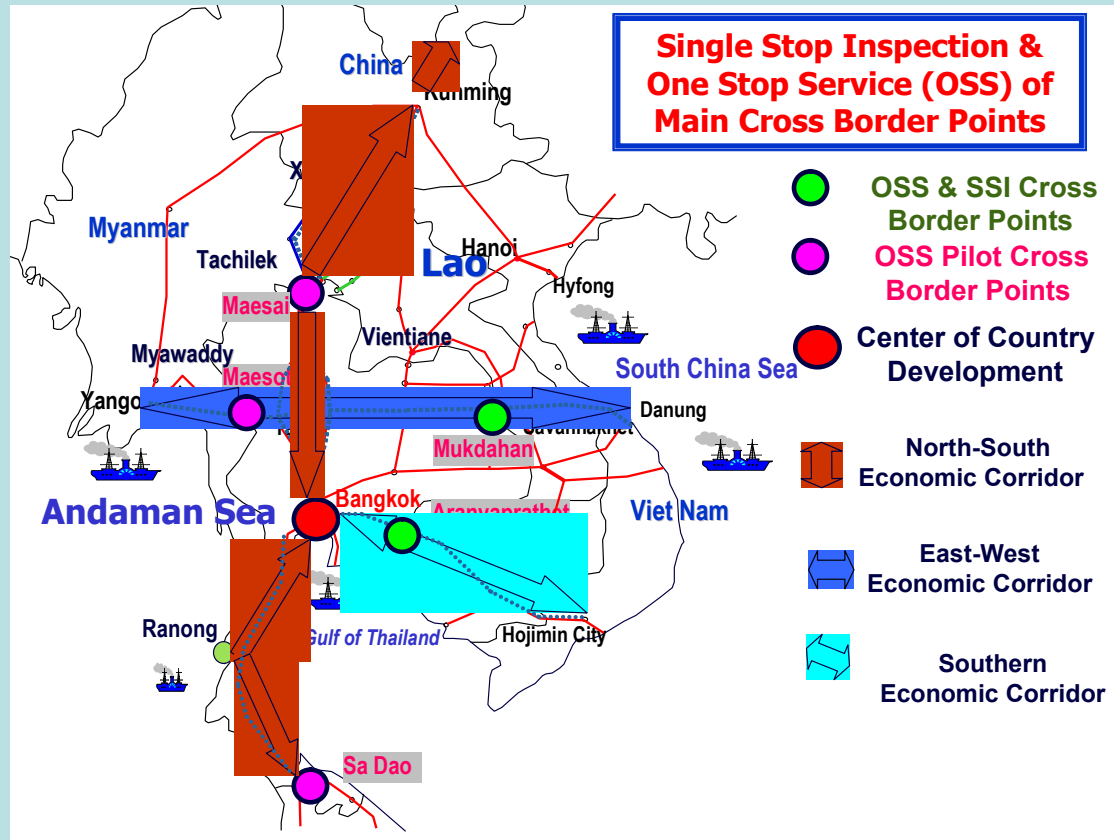 Single Stop Inspection &
One Stop Service (OSS) of
Main Cross Border Points
China
Kunming
OSS & SSI Cross
Border Points
Myanmar
Hanoi
OSS Pilot Cross
Border Points
Tachilek
Lao
Hyfong
Maesai
Myawaddy
Vientiane
Center of Country
Development
South China Sea
Maesot
Danung
Savannakhet
Mukdahan
North-South
Economic Corridor
Bangkok
Aranyaprathet
Andaman Sea
Viet Nam
East-West
Economic Corridor
Ranong
Gulf of Thailand
Hojimin City
Southern
Economic Corridor
Sa Dao